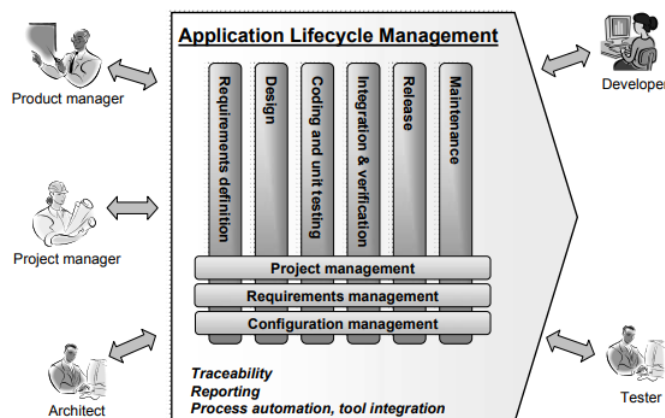 Application Lifecycle Management
Product manager
Project manager
Architect
Developer
Tester
Requirements definition
Design
Coding and unit testing
Integration & verification
Release
Maintenance
Project management
Requirements management
Configuration management
Traceability
Reporting
Process automation, tool integration